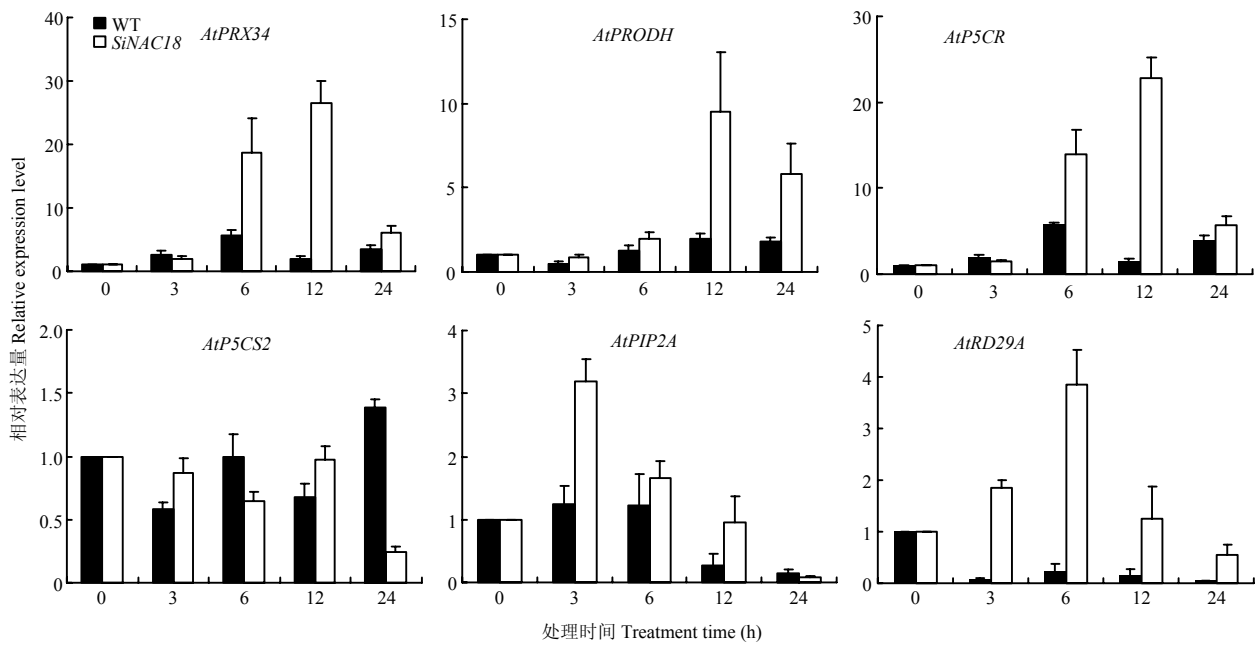 WT
SiNAC18
AtPRX34
40
30
20
10
0
0 3 6 12 24
AtPRODH
15
10
5
0
0 3 6 12 24
AtP5CR
30
20
10
0
0 3 6 12 24
相对表达量 Relative expression level
AtP5CS2
2.0
1.5
1.0
0.5
0
0 3 6 12 24
AtPIP2A
4
3
2
1
0
0 3 6 12 24
AtRD29A
5
4
3
2
1
0
0 3 6 12 24
处理时间 Treatment time (h)